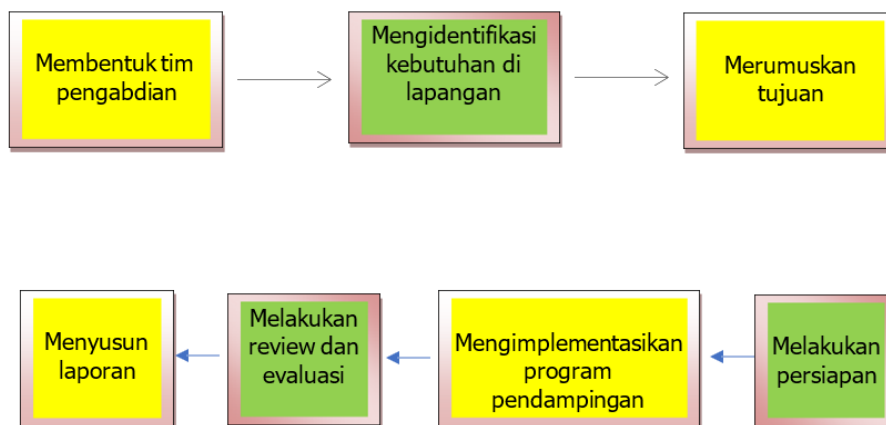 Membentuk tim
pengabdian
Mengidentifikasi
kebutuhan di
lapangan
Merumuskan
tujuan
Menyusun
laporan
Melakukan
review dan
evaluasi
Mengimplementasikan
program
pendampingan
Melakukan
persiapan